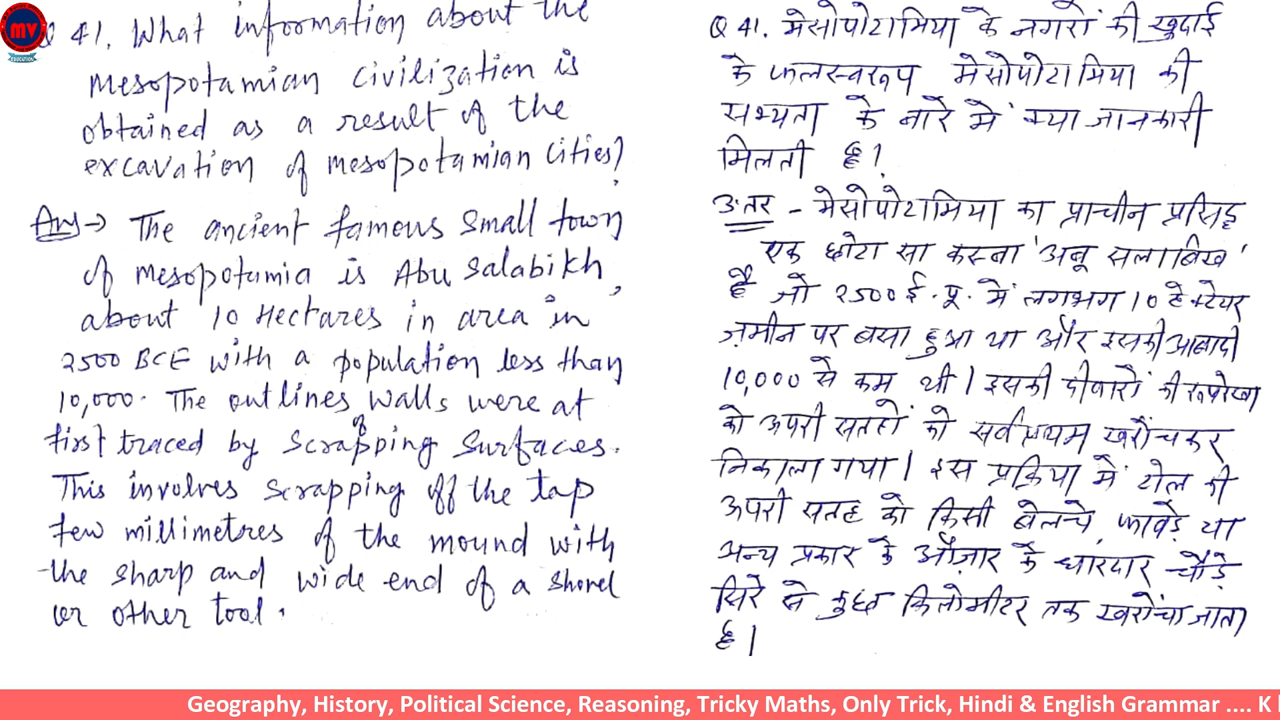 mv
EDUCATION
Q 41. What information about the
mesopotamian civilization is
obtained as a result of the
excavation of mesopotamian cities?
Ans → The ancient famous small town
of mesopotamia is Abu Salabikh,
about 10 Hectares in area in
2500 BCE with a population less than
10,000. The outlines of walls were at
first traced by scrapping surfaces.
This involves scrapping off the tap
few millimetres of the mound with
the sharp and wide end of a shovel
or other tool.
Q 41. मेसोपोटामिया के नगरों की खुदाई
के फलस्वरूप मेसोपोटामिया की
सभ्यता के बारे में क्या जानकारी
मिलती है?
उत्तर - मेसोपोटामिया का प्राचीन प्रसिद्ध
एक छोटा सा कस्बा 'अबू सलाबिख'
है जो 2500 ई.पू. में लगभग 10 हेक्टेयर
ज़मीन पर बसा हुआ था और इसकी आबादी
10,000 से कम थी। इसकी दीवारों की रूपरेखा
को ऊपरी सतहों को सर्वप्रथम खरोंचकर
निकाला गया। इस प्रक्रिया में टीले की
ऊपरी सतह को किसी बेलचे, फावड़े या
अन्य प्रकार के औज़ार के धारदार चौड़े
सिरे से कुछ किलोमीटर तक खरोंचा जाता
है।
Geography, History, Political Science, Reasoning, Tricky Maths, Only Trick, Hindi & English Grammar .... K